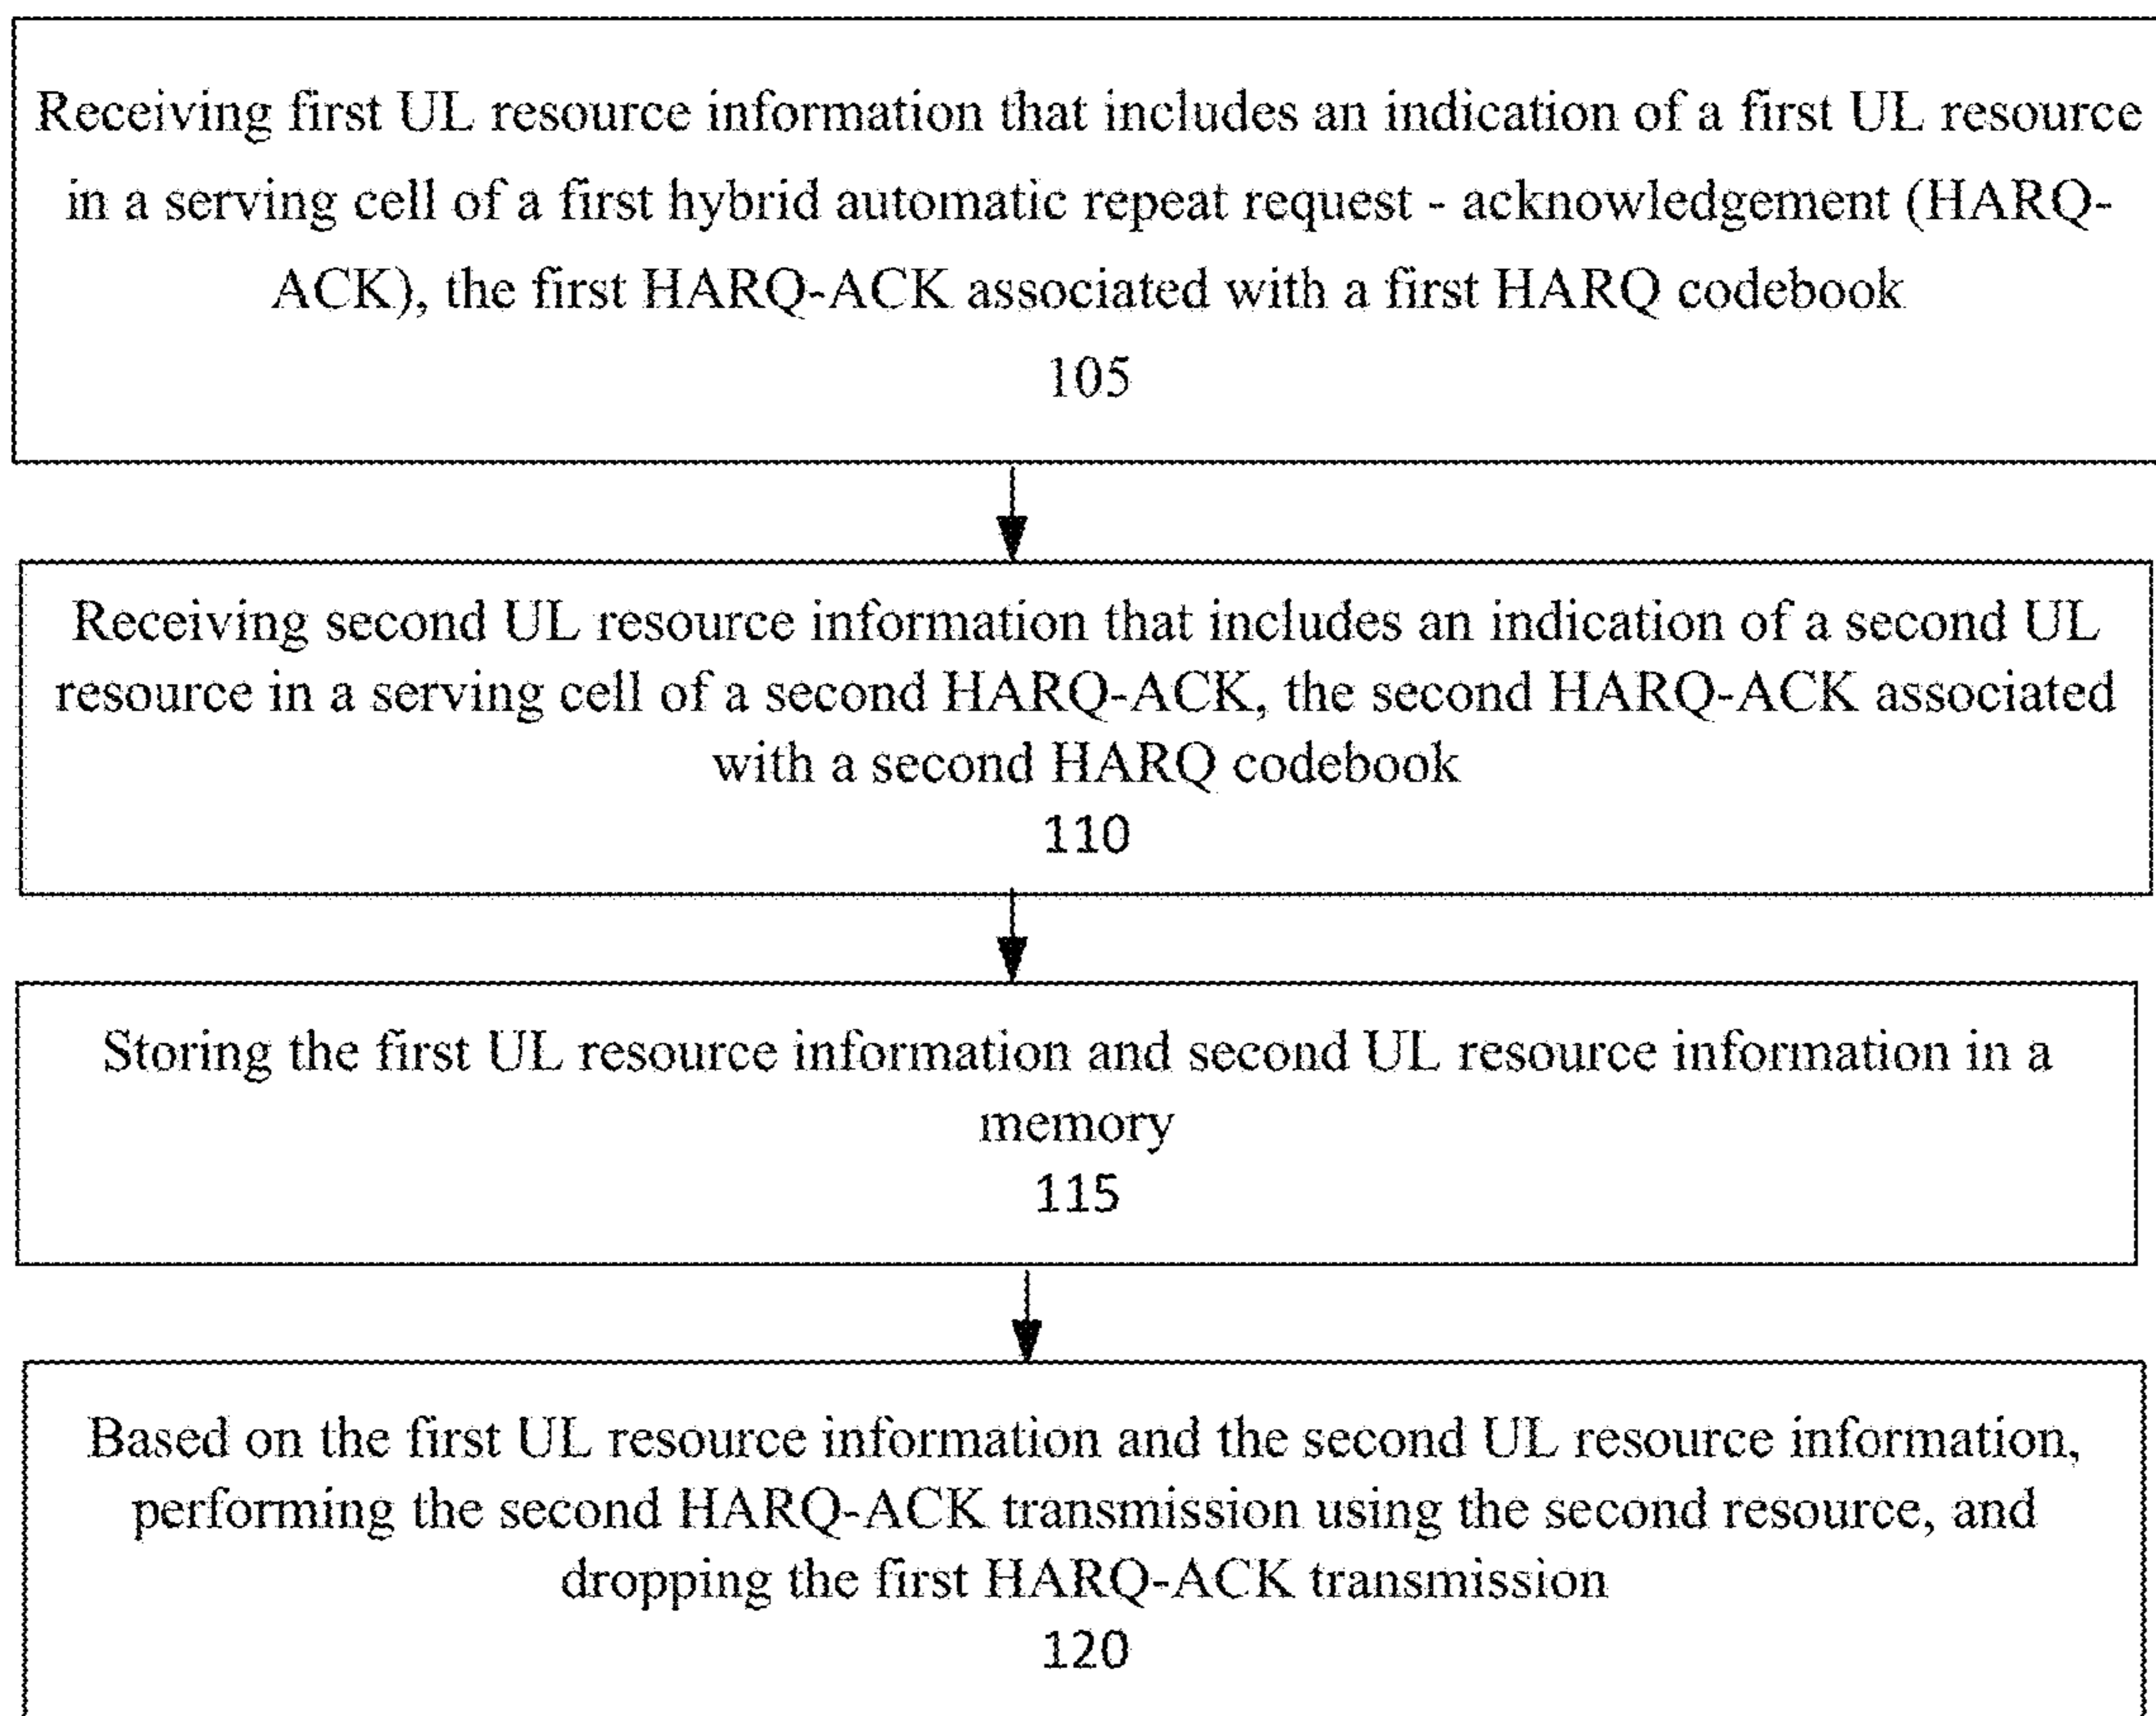 Receiving first UL resource information that includes an indication of a first UL resource
in a serving cell of a first hybrid automatic repeat request - acknowledgement (HARQ-
ACK), the first HARQ-ACK associated with a first HARQ codebook
105
Receiving second UL resource information that includes an indication of a second UL
resource in a serving cell of a second HARQ-ACK, the second HARQ-ACK associated
with a second HARQ codebook
110
Storing the first UL resource information and second UL resource information in a
memory
115
Based on the first UL resource information and the second UL resource information,
performing the second HARQ-ACK transmission using the second resource, and
dropping the first HARQ-ACK transmission
120